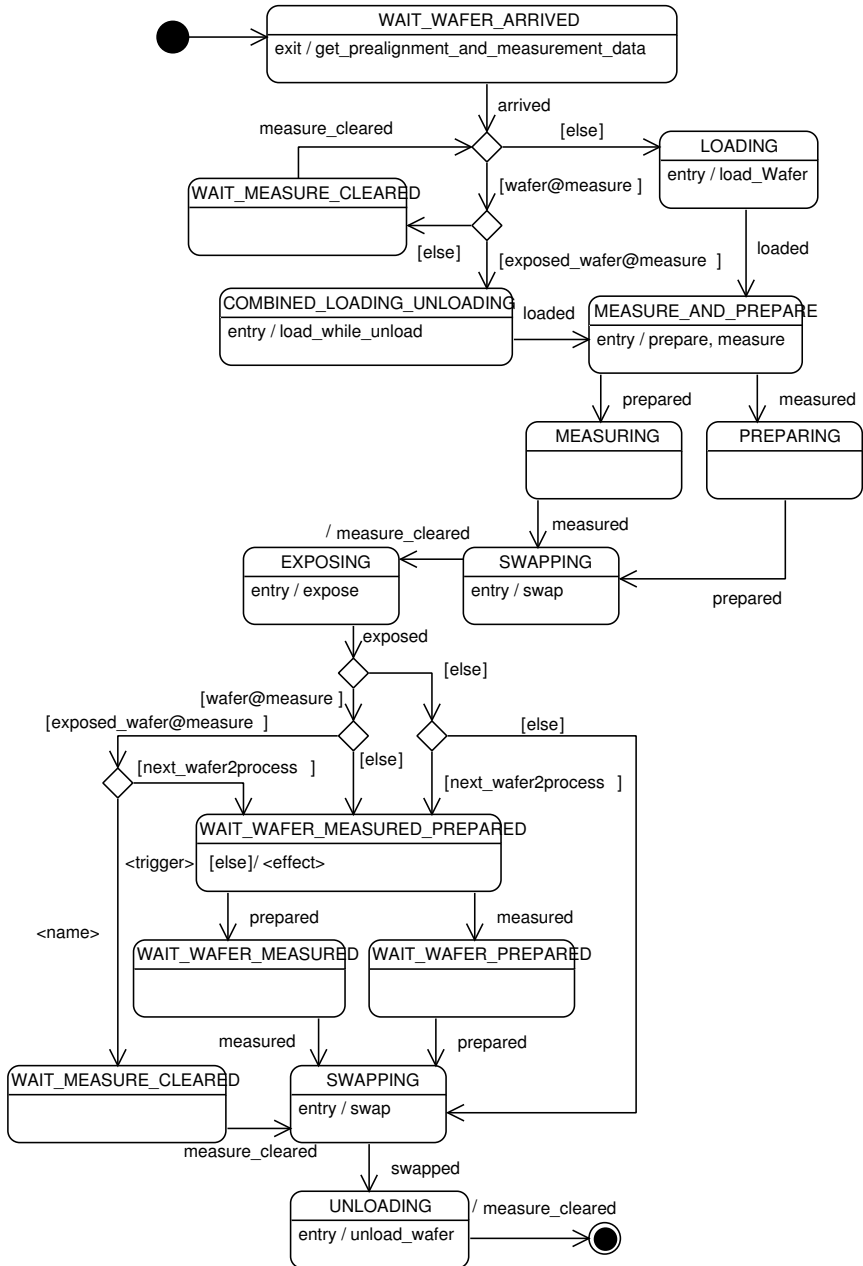 WAIT_WAFER_ARRIVED
exit / get_prealignment_and_measurement_data
arrived
measure_cleared
[else]
LOADING
entry / load_Wafer
WAIT_MEASURE_CLEARED
[wafer@measure ]
[else]
loaded
[exposed_wafer@measure ]
COMBINED_LOADING_UNLOADING
entry / load_while_unload
loaded
MEASURE_AND_PREPARE
entry / prepare, measure
prepared
measured
MEASURING
PREPARING
measured
/ measure_cleared
EXPOSING
entry / expose
SWAPPING
entry / swap
prepared
exposed
[else]
[wafer@measure ]
[exposed_wafer@measure ]
[else]
[else]
[next_wafer2process ]
[next_wafer2process ]
WAIT_WAFER_MEASURED_PREPARED
<trigger> [else]/ <effect>
prepared
measured
<name>
WAIT_WAFER_MEASURED
WAIT_WAFER_PREPARED
measured
prepared
WAIT_MEASURE_CLEARED
SWAPPING
entry / swap
measure_cleared
swapped
UNLOADING
entry / unload_wafer
/ measure_cleared